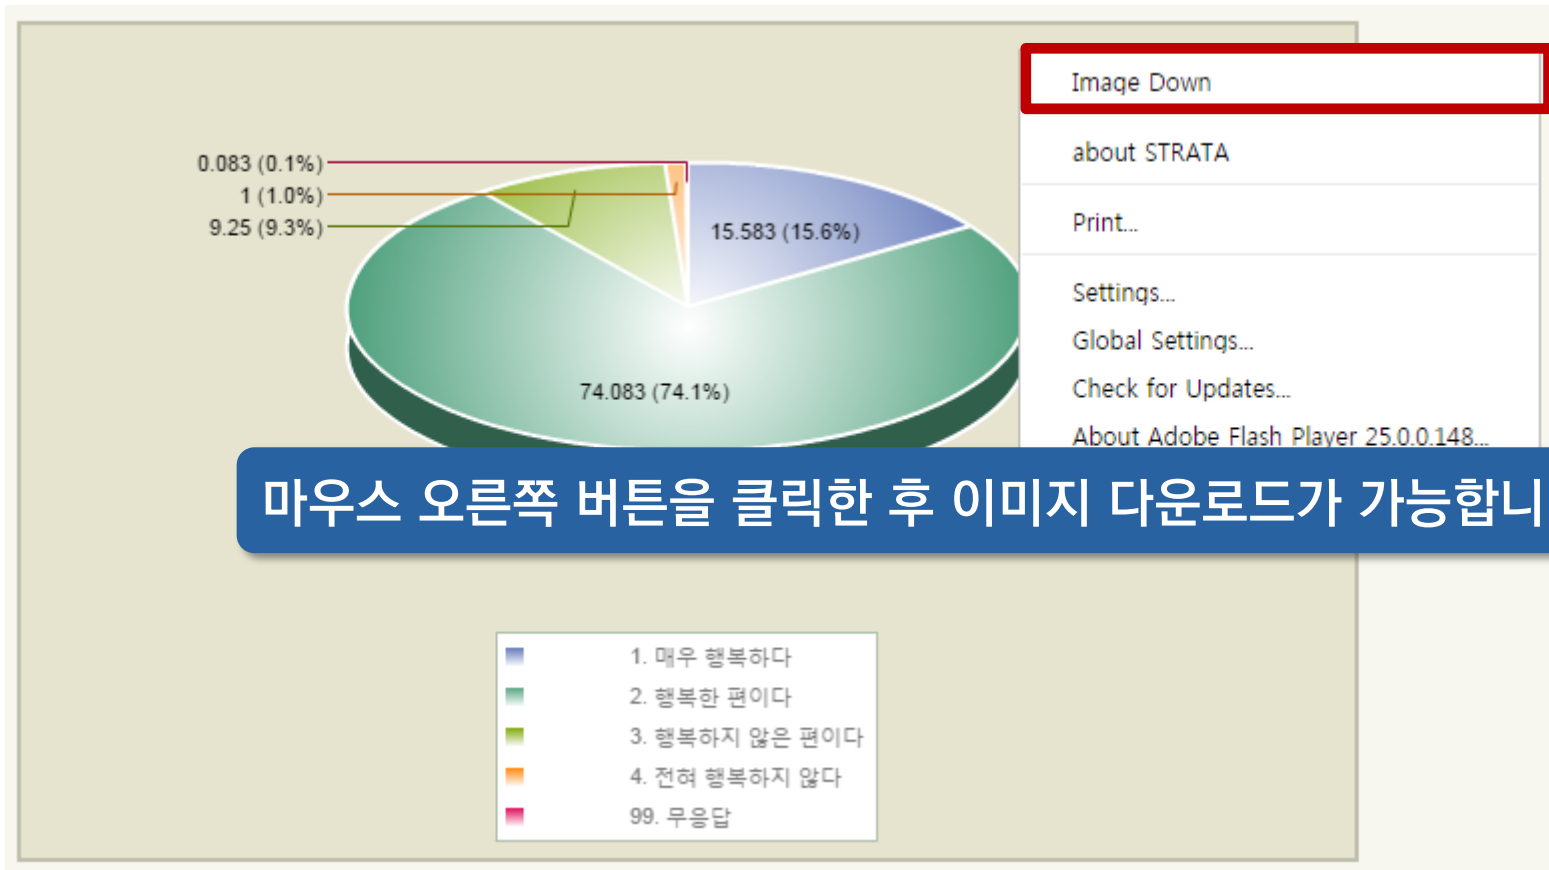 0.083 (0.1%)
1 (1.0%)
9.25 (9.3%)
15.583 (15.6%)
74.083 (74.1%)
Image Down
about STRATA
Print...
Settings...
Global Settings...
Check for Updates...
About Adobe Flash Player 25.0.0.148...
마우스 오른쪽 버튼을 클릭한 후 이미지 다운로드가 가능합니
1. 매우 행복하다
2. 행복한 편이다
3. 행복하지 않은 편이다
4. 전혀 행복하지 않다
99. 무응답